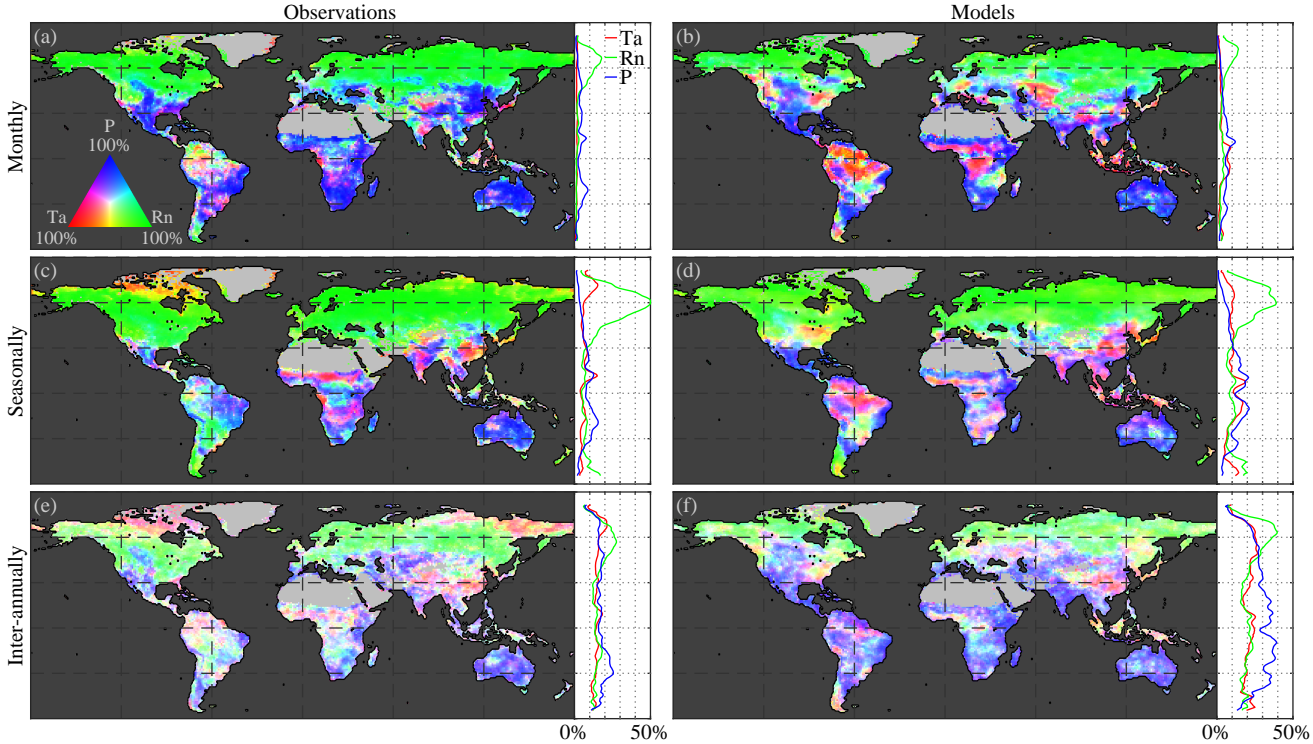 Observations
Models
(a)
Ta
Rn
P
(b)
Monthly
P
100%
Ta
Rn
100%
100%
(c)
(d)
Seasonally
(e)
(f)
Inter-annually
0%
50%
0%
50%